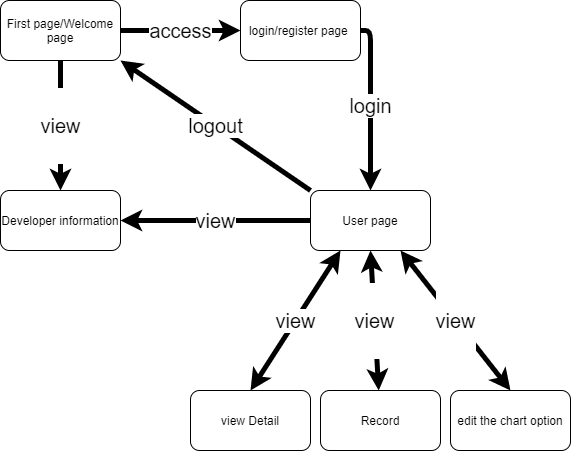 First page/Welcome
page
access
login/register page
view
login
logout
Developer information
view
User page
view
view
view
view Detail
Record
edit the chart option